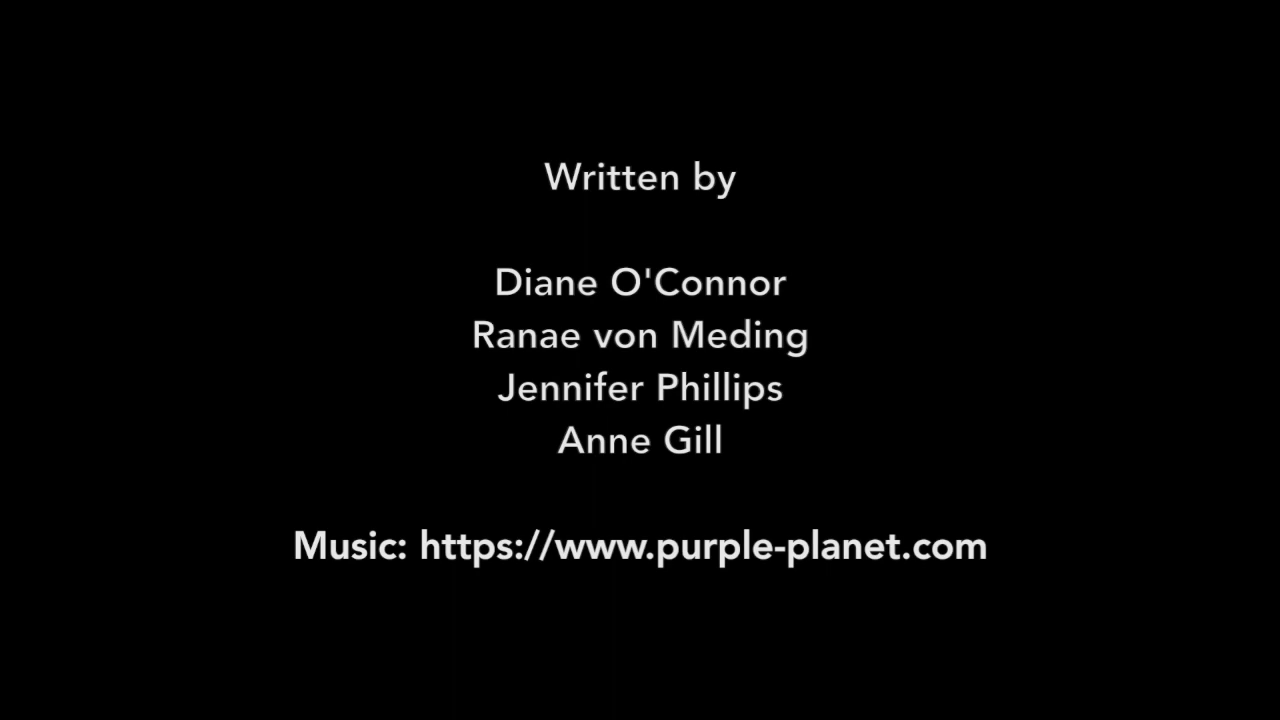 Written by
Diane O'Connor
Ranae von Meding
Jennifer Phillips
Anne Gill
Music: https://www.purple-planet.com